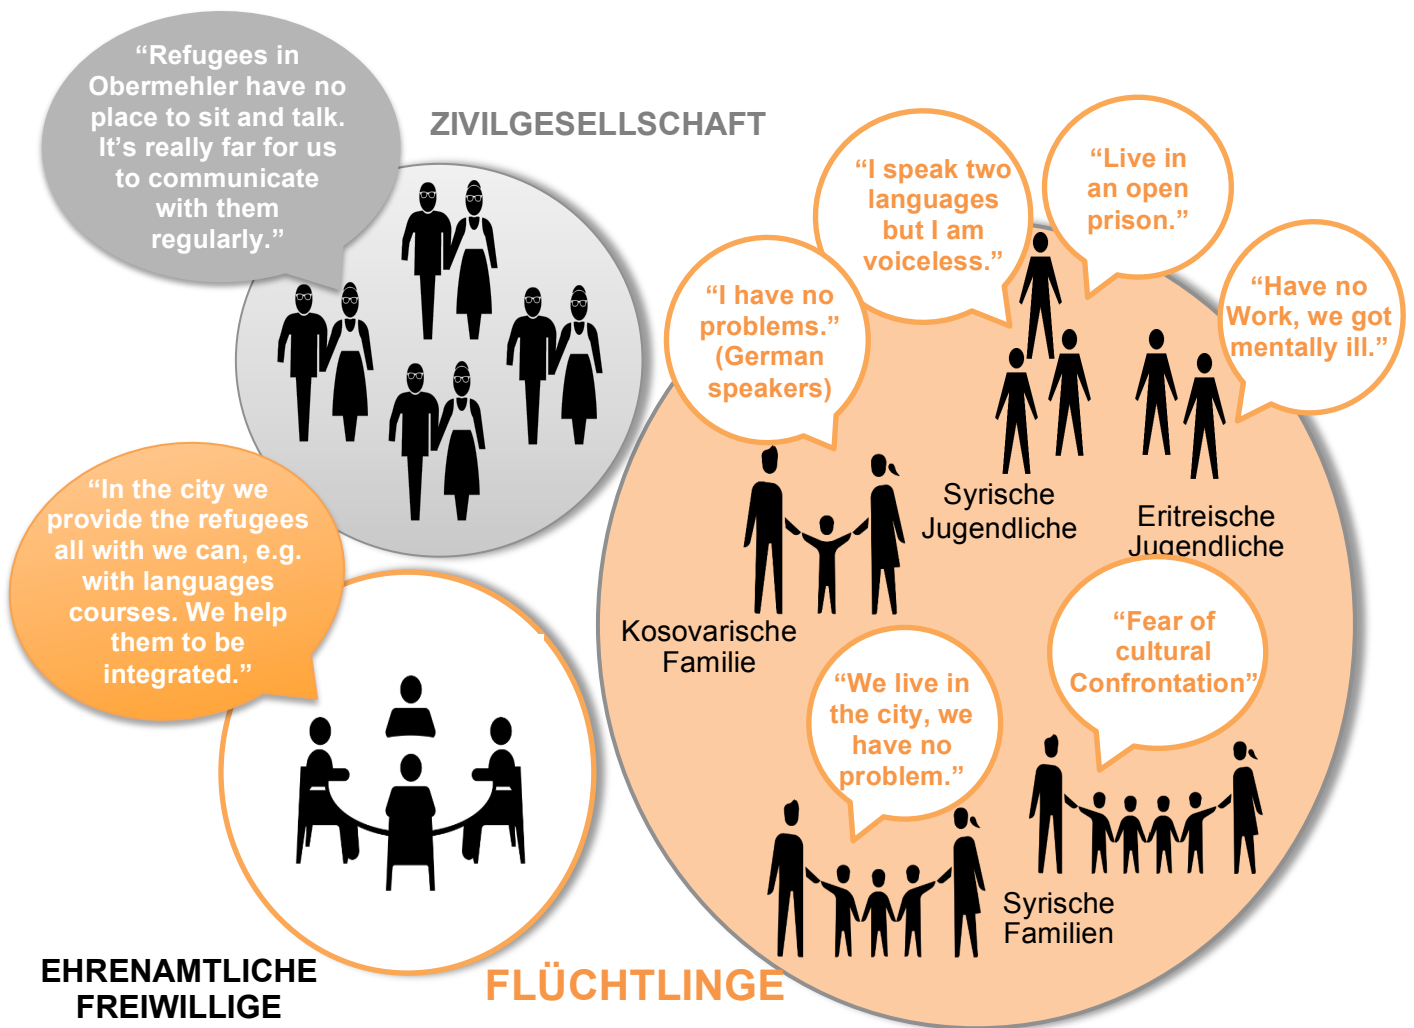 “Refugees in
Obermehler have no
place to sit and talk.
It’s really far for us
to communicate
with them
regularly.”
ZIVILGESELLSCHAFT
“I speak two
languages
but I am
voiceless.”
“Live in
an open
prison.”
“I have no
problems.”
(German
speakers)
“Have no
Work, we got
mentally ill.”
“In the city we
provide the refugees
all with we can, e.g.
with languages
courses. We help
them to be
integrated.”
Syrische
Jugendliche
Eritreische
Jugendliche
Kosovarische
Familie
“Fear of
cultural
Confrontation”
“We live in
the city, we
have no
problem.”
Syrische
Familien
EHRENAMTLICHE
FREIWILLIGE
FLÜCHTLINGE